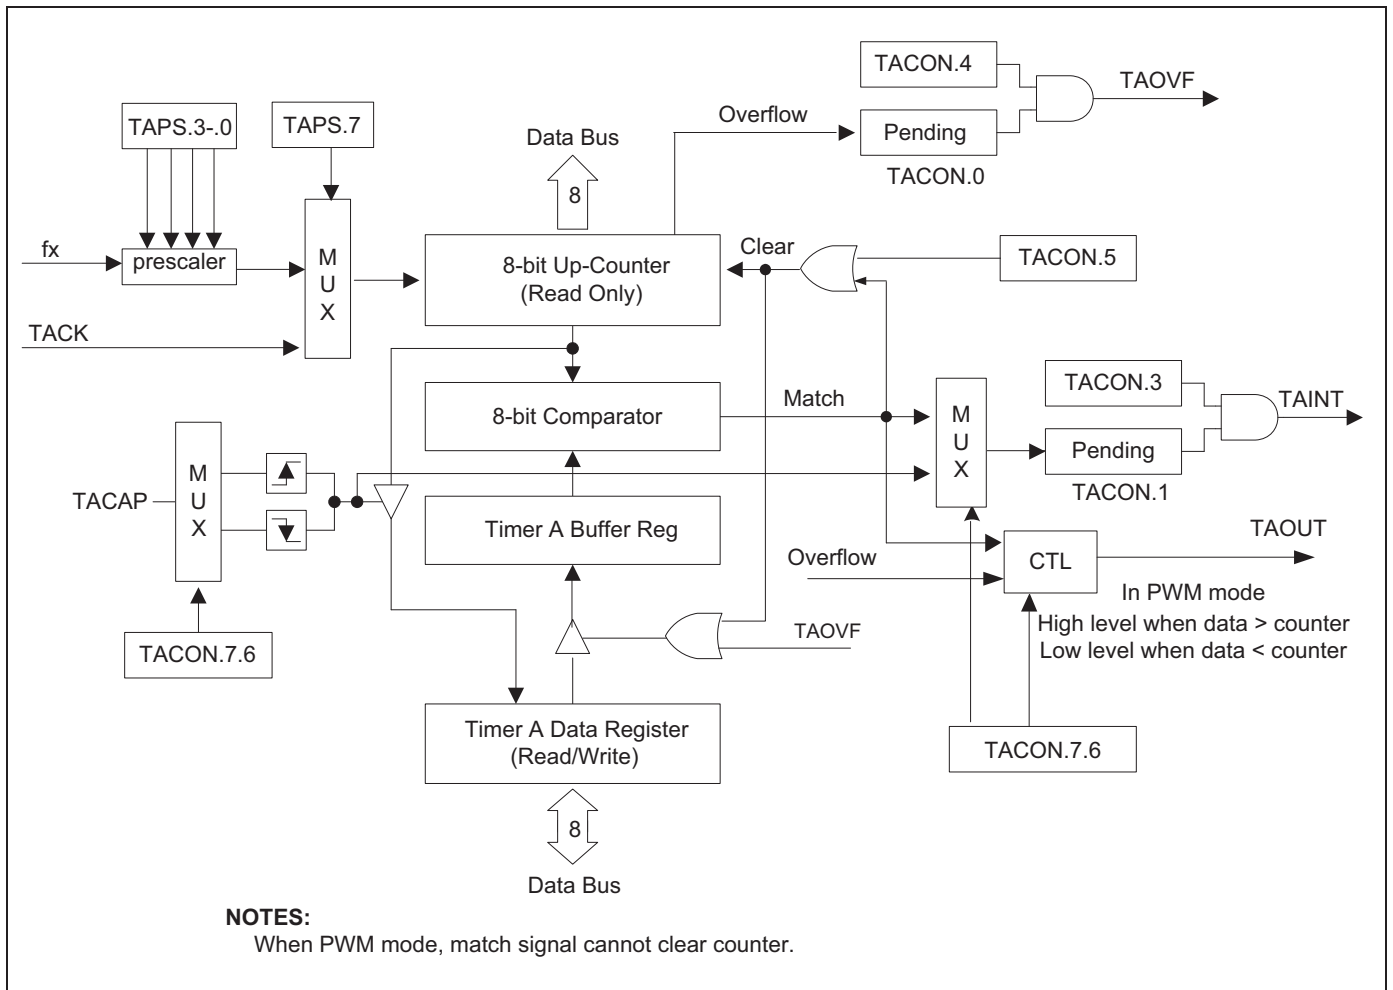 TACON.4
TAOVF
Overflow
Pending
TACON.0
TAPS.3-.0
TAPS.7
Data Bus
8
fx
prescaler
M
U
X
TACK
8-bit Up-Counter
(Read Only)
Clear
TACON.5
8-bit Comparator
Match
M
U
X
TACON.3
TAINT
Pending
TACON.1
TACAP
M
U
X
TACON.7.6
Timer A Buffer Reg
Overflow
CTL
TAOUT
In PWM mode
High level when data > counter
Low level when data < counter
TAOVF
Timer A Data Register
(Read/Write)
TACON.7.6
8
Data Bus
NOTES:
When PWM mode, match signal cannot clear counter.